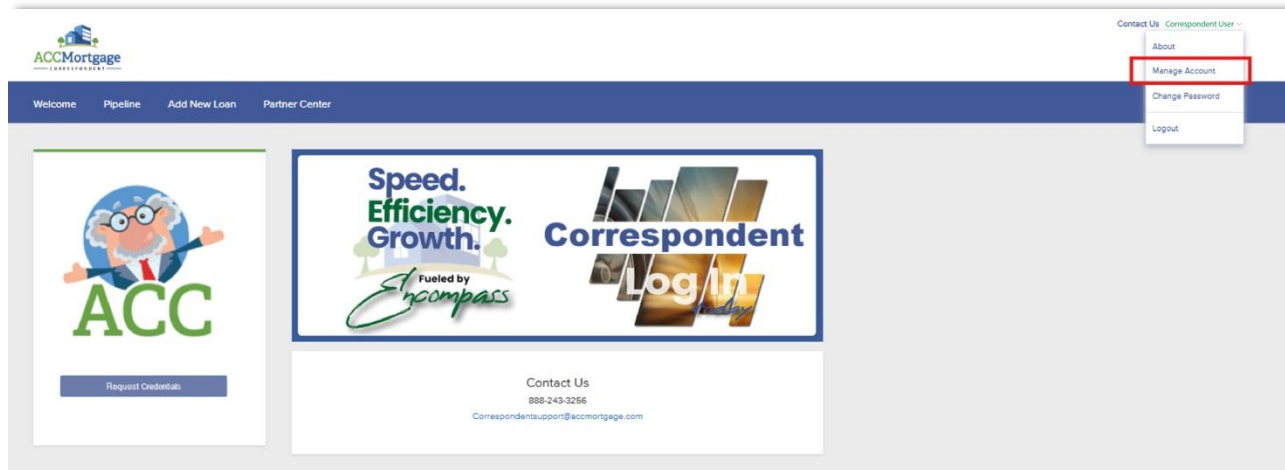 Contact Us Correspondent User
About
Manage Account
Change Password
Logout
ACCMortgage
CORRESPONDENT
Welcome Pipeline Add New Loan Partner Center
Speed.
Efficiency.
Growth.
Fueled by
Encompass
Correspondent
Log In
today
ACC
Request Credentials
Contact Us
888-243-3256
Correspondentsupport@accmortgage.com